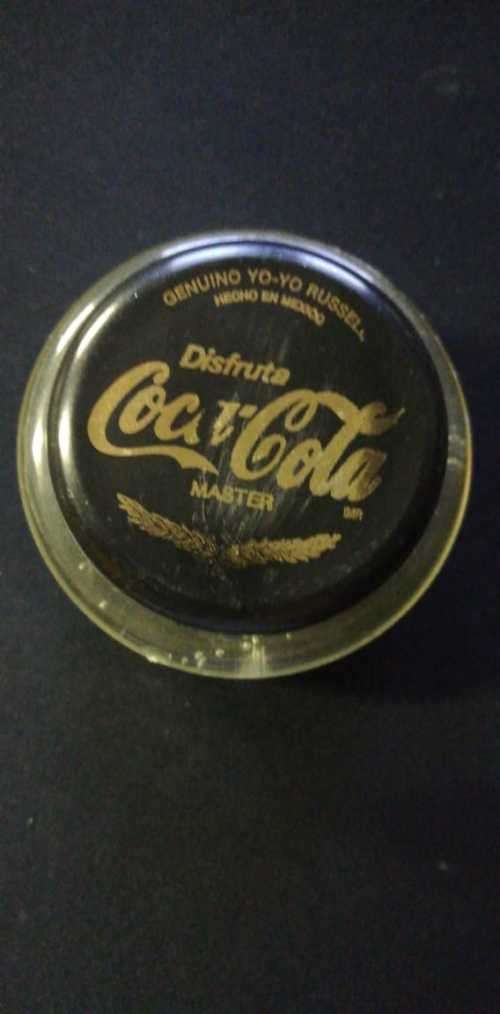 GENUINO YO-YO RUSSELL
HECHO EN MEXICO
Disfruta
Coca-Cola
MASTER
MR